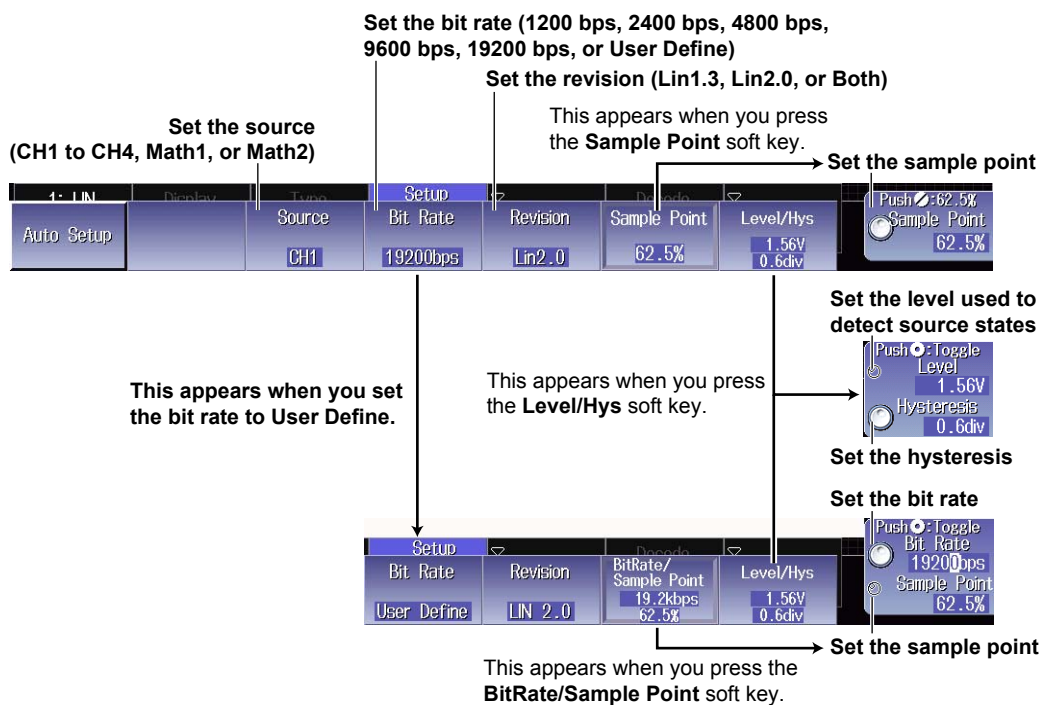 Set the bit rate (1200 bps, 2400 bps, 4800 bps,
9600 bps, 19200 bps, or User Define)
Set the revision (Lin1.3, Lin2.0, or Both)
This appears when you press
the Sample Point soft key.
Set the source
(CH1 to CH4, Math1, or Math2)
Set the sample point
1: LIN Display Type Setup Decode
Auto Setup
Source
CH1
Bit Rate
19200bps
Revision
Lin2.0
Sample Point
62.5%
Level/Hys
1.56V
0.6div
Push :62.5%
Sample Point
62.5%
Set the level used to
detect source states
Push :Toggle
Level
1.56V
Hysteresis
0.6div
This appears when you set
the bit rate to User Define.
This appears when you press
the Level/Hys soft key.
Set the hysteresis
Set the bit rate
Setup Decode
Bit Rate
User Define
Revision
LIN 2.0
BitRate/
Sample Point
19.2kbps
62.5%
Level/Hys
1.56V
0.6div
Push :Toggle
Bit Rate
19200bps
Sample Point
62.5%
Set the sample point
This appears when you press the
BitRate/Sample Point soft key.